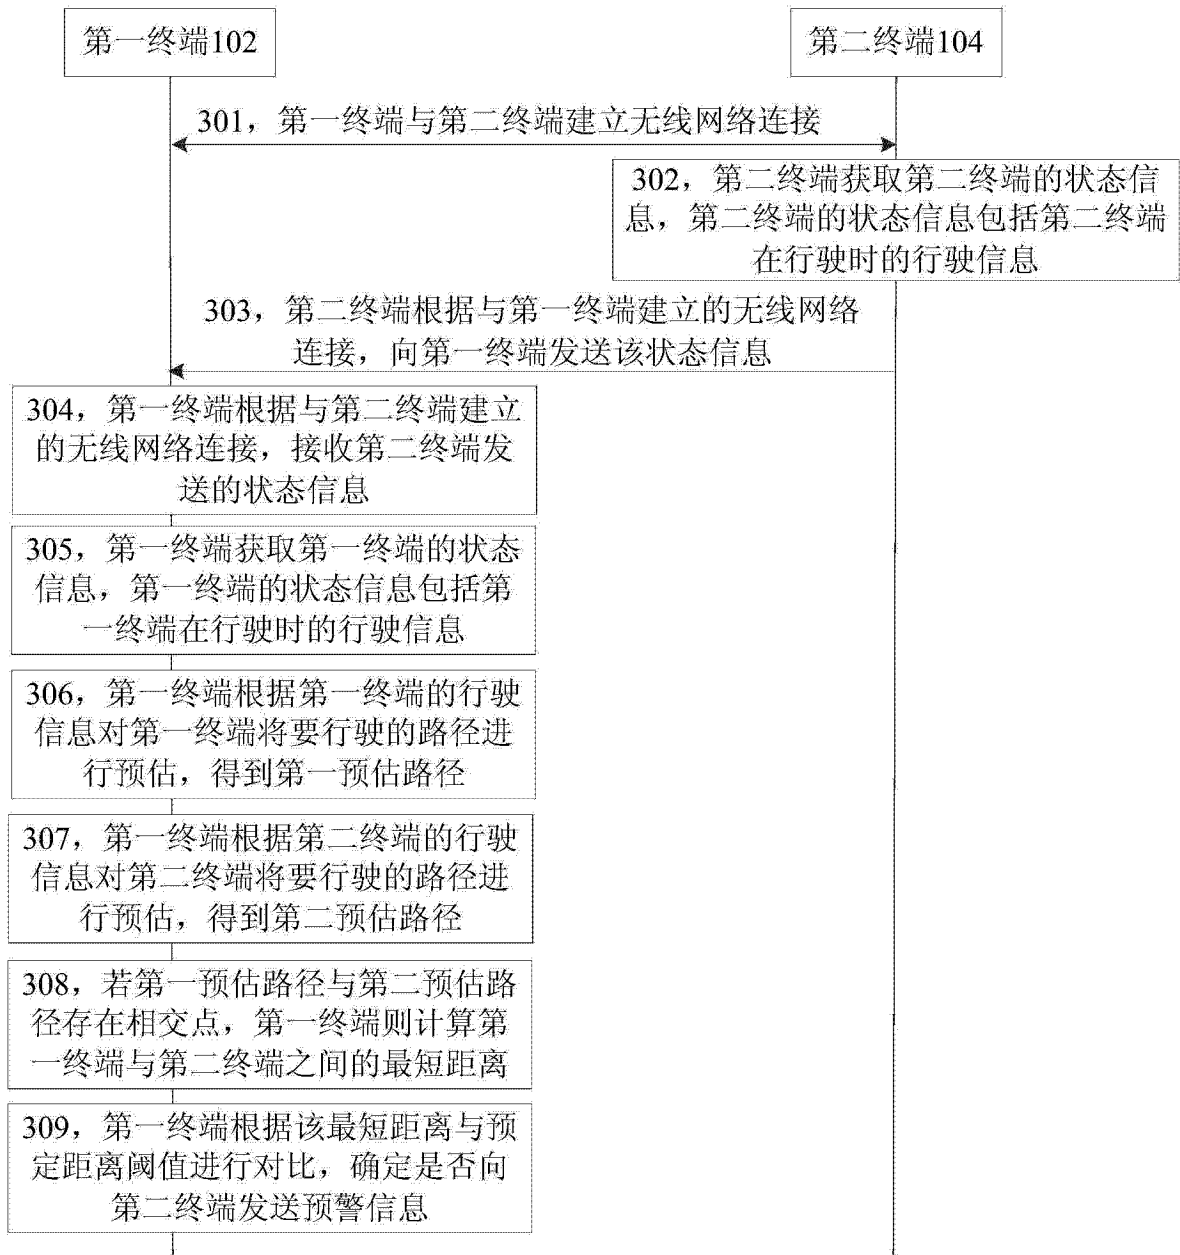 第一终端102
第二终端104
301，第一终端与第二终端建立无线网络连接
302，第二终端获取第二终端的状态信
息，第二终端的状态信息包括第二终端
在行驶时的行驶信息
303，第二终端根据与第一终端建立的无线网络
连接，向第一终端发送该状态信息
304，第一终端根据与第二终端建立
的无线网络连接，接收第二终端发
送的状态信息
305，第一终端获取第一终端的状态
信息，第一终端的状态信息包括第
一终端在行驶时的行驶信息
306，第一终端根据第一终端的行驶
信息对第一终端将要行驶的路径进
行预估，得到第一预估路径
307，第一终端根据第二终端的行驶
信息对第二终端将要行驶的路径进
行预估，得到第二预估路径
308，若第一预估路径与第二预估路
径存在相交点，第一终端则计算第
一终端与第二终端之间的最短距离
309，第一终端根据该最短距离与预
定距离阈值进行对比，确定是否向
第二终端发送预警信息